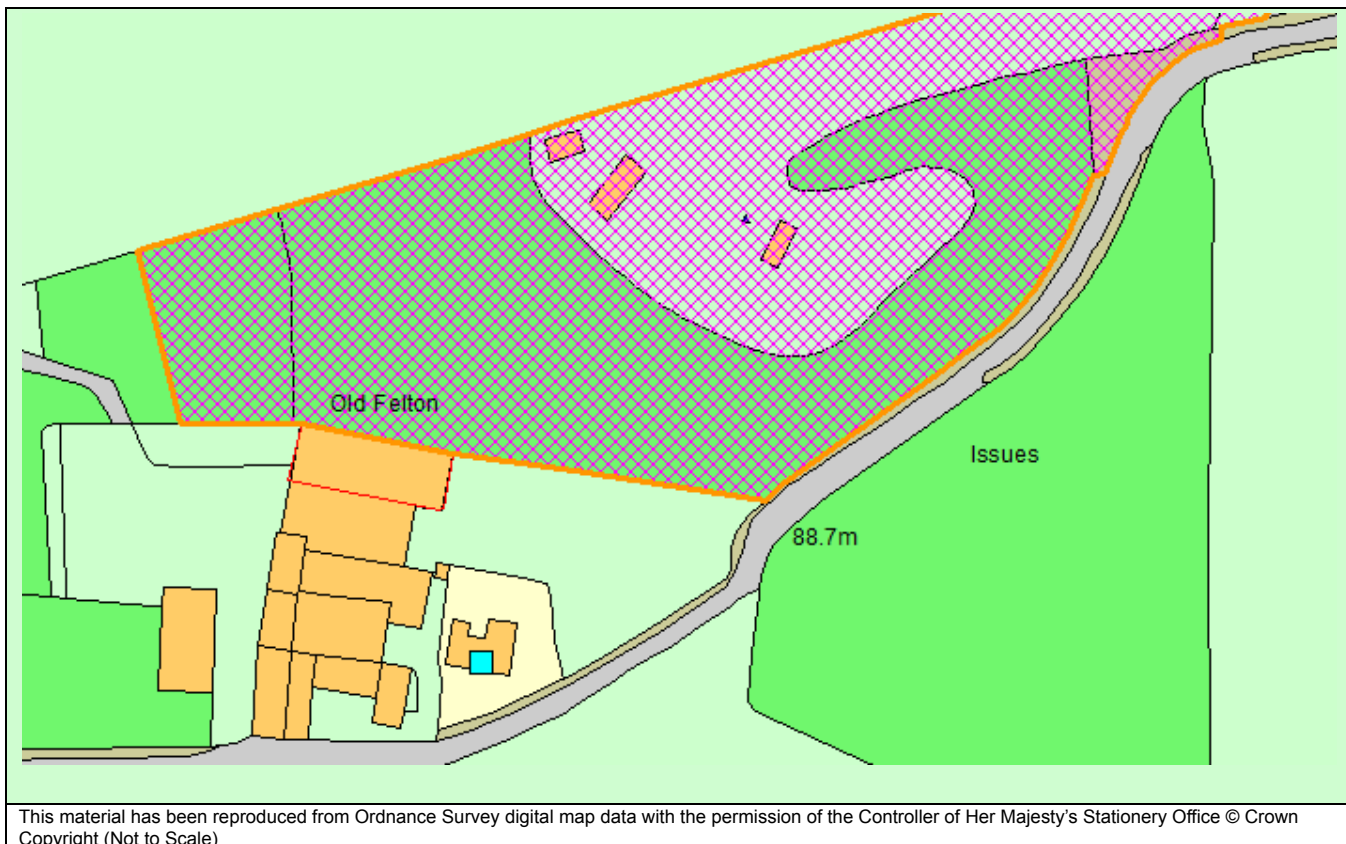 Old Felton
Issues
88.7m
This material has been reproduced from Ordnance Survey digital map data with the permission of the Controller of Her Majesty's Stationery Office © Crown
Copyright (Not to Scale)